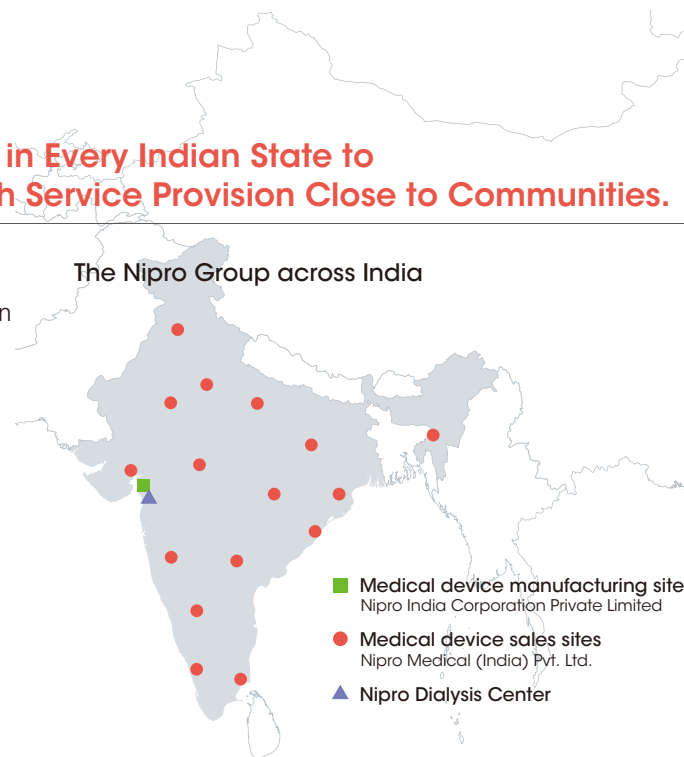 in Every Indian State to
h Service Provision Close to Communities.
The Nipro Group across India
n
Medical device manufacturing site
Nipro India Corporation Private Limited
Medical device sales sites
Nipro Medical (India) Pvt. Ltd.
Nipro Dialysis Center